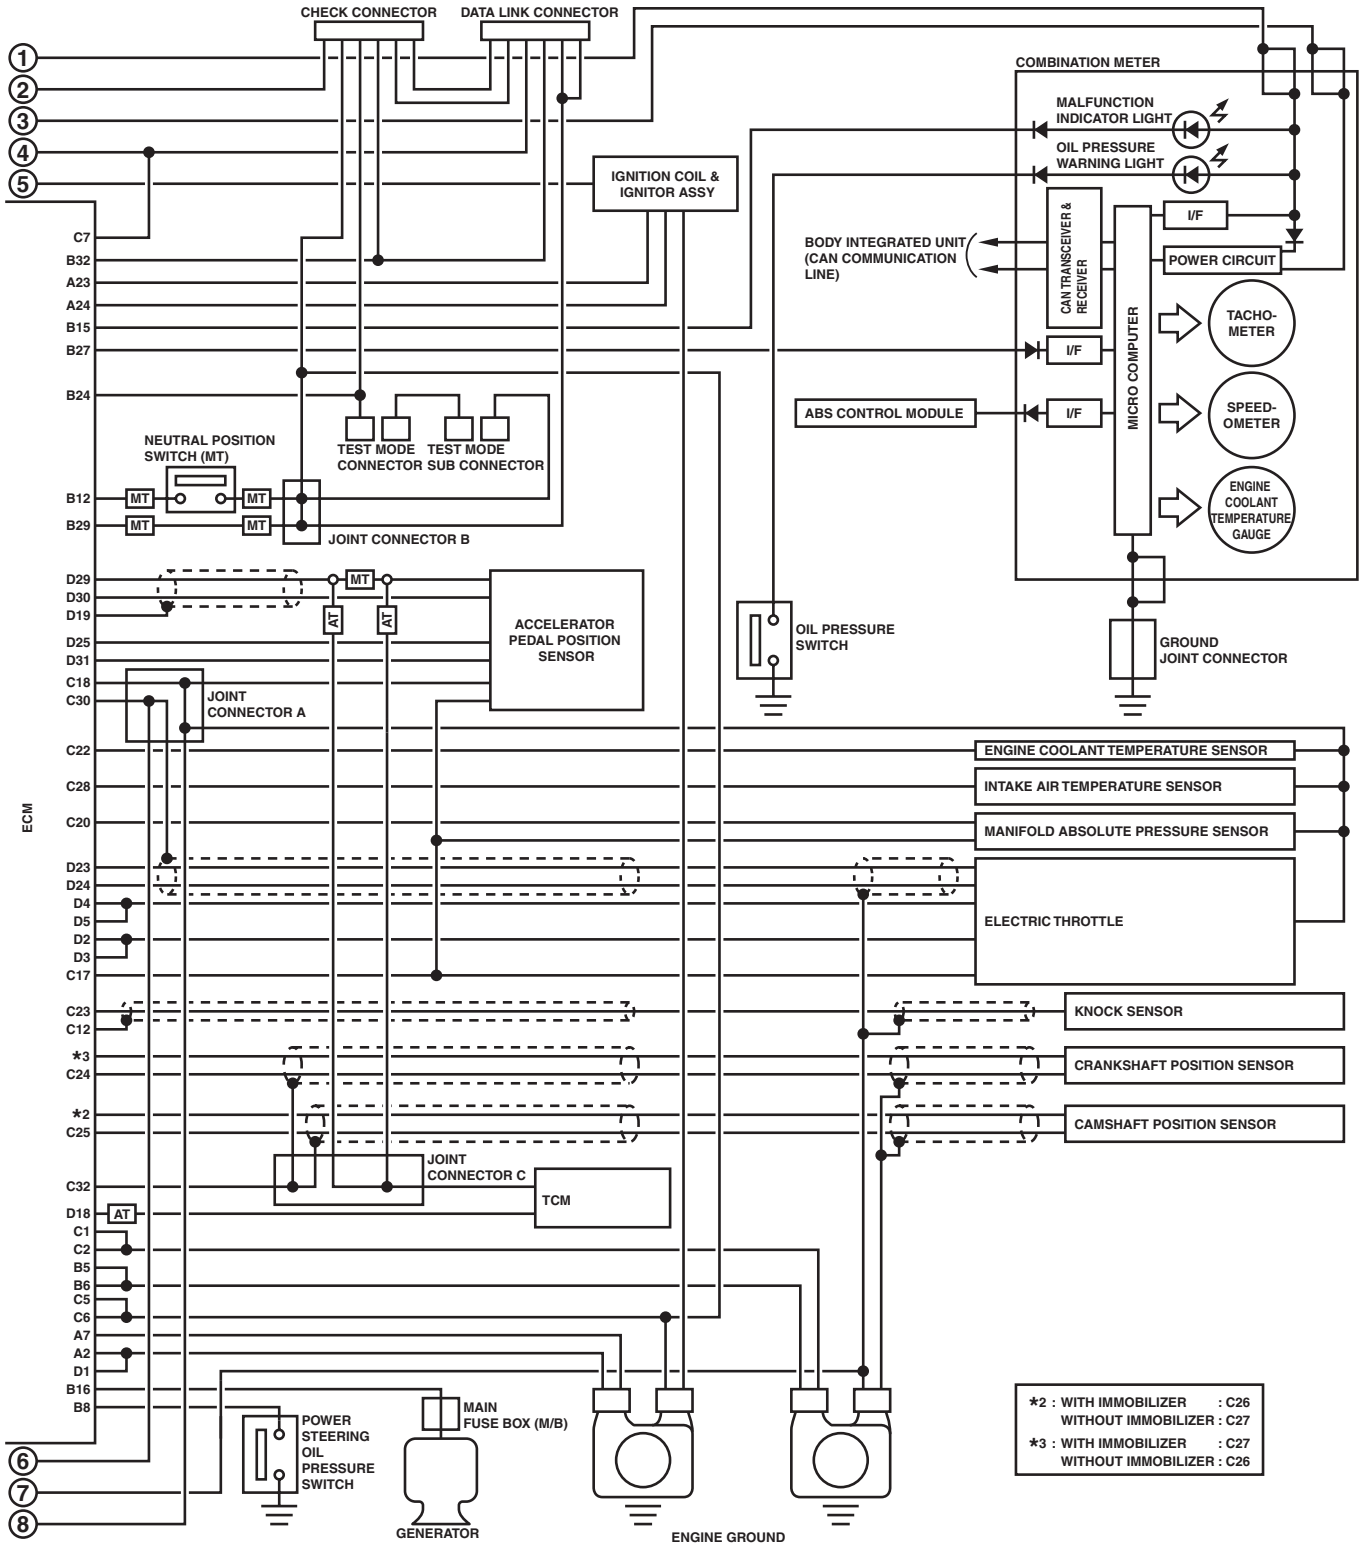 CHECK CONNECTOR
DATA LINK CONNECTOR
1
2
3
4
5
COMBINATION METER
MALFUNCTION
INDICATOR LIGHT
OIL PRESSURE
WARNING LIGHT
IGNITION COIL &
IGNITOR ASSY
I/F
POWER CIRCUIT
CAN TRANSCEIVER &
RECEIVER
BODY INTEGRATED UNIT
(CAN COMMUNICATION
LINE)
MICRO COMPUTER
TACHO-
METER
I/F
ABS CONTROL MODULE
I/F
SPEED-
OMETER
ENGINE
COOLANT
TEMPERATURE
GAUGE
ECM
C7
B32
A23
A24
B15
B27
B24
TEST MODE
CONNECTOR
TEST MODE
SUB CONNECTOR
NEUTRAL POSITION
SWITCH (MT)
B12
MT
MT
B29
MT
MT
JOINT CONNECTOR B
D29
MT
D30
D19
AT
AT
D25
D31
ACCELERATOR
PEDAL POSITION
SENSOR
OIL PRESSURE
SWITCH
GROUND
JOINT CONNECTOR
C18
C30
JOINT
CONNECTOR A
C22
ENGINE COOLANT TEMPERATURE SENSOR
C28
INTAKE AIR TEMPERATURE SENSOR
C20
MANIFOLD ABSOLUTE PRESSURE SENSOR
D23
D24
D4
D5
D2
D3
C17
ELECTRIC THROTTLE
C23
C12
KNOCK SENSOR
*3
C24
CRANKSHAFT POSITION SENSOR
*2
C25
CAMSHAFT POSITION SENSOR
JOINT
CONNECTOR C
C32
TCM
D18
AT
C1
C2
B5
B6
C5
C6
A7
A2
D1
B16
B8
POWER
STEERING
OIL
PRESSURE
SWITCH
MAIN
FUSE BOX (M/B)
GENERATOR
ENGINE GROUND
*2 : WITH IMMOBILIZER : C26
WITHOUT IMMOBILIZER : C27
*3 : WITH IMMOBILIZER : C27
WITHOUT IMMOBILIZER : C26
6
7
8